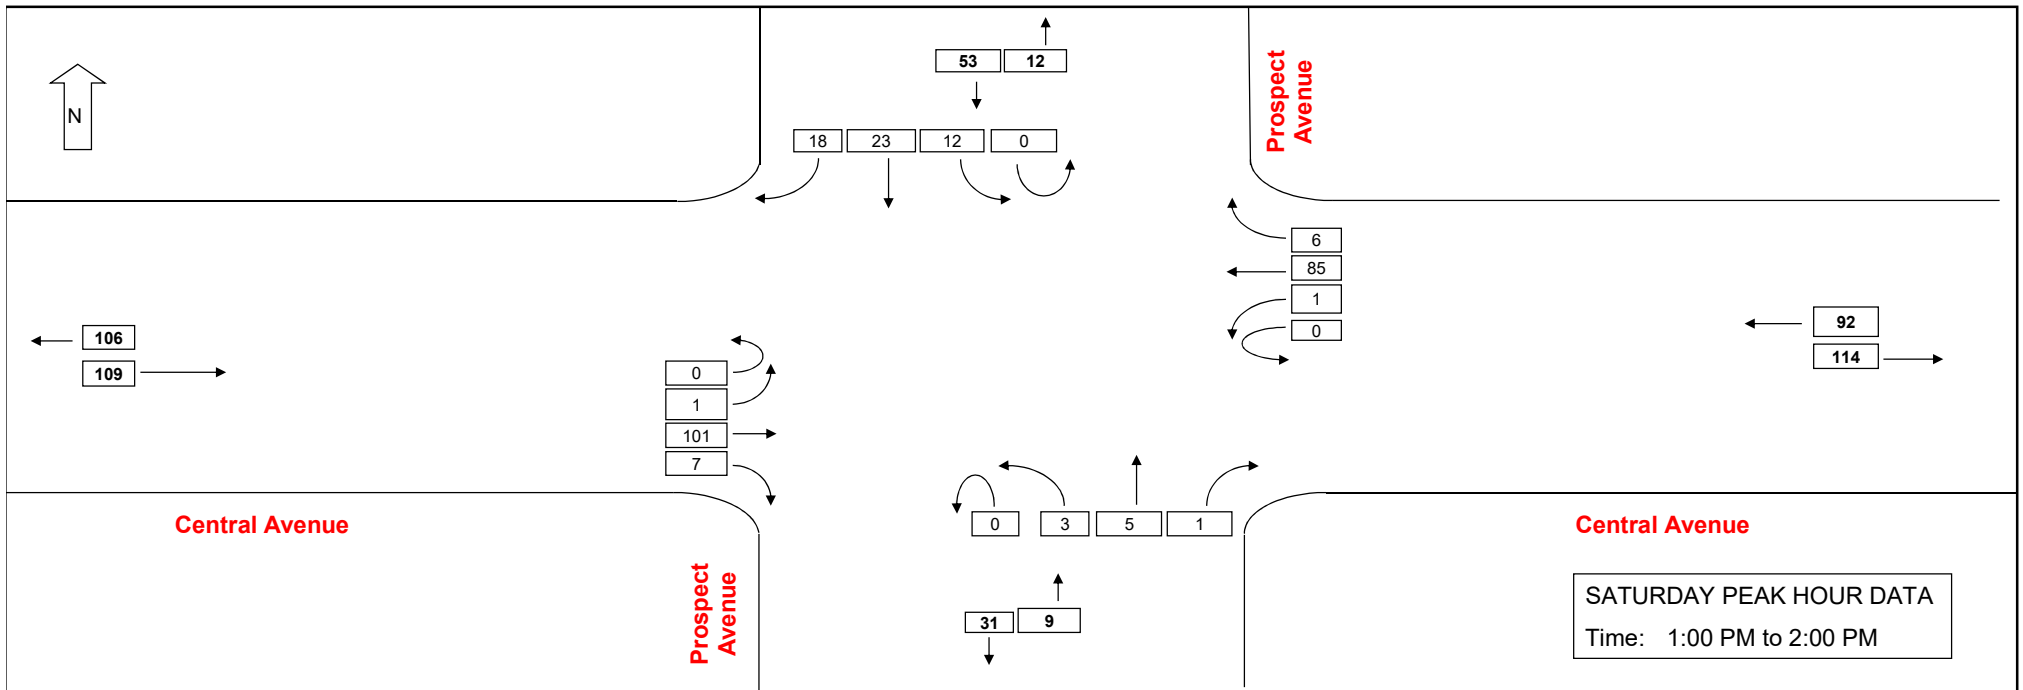 53 12
Prospect
Avenue
N
18 23 12 0
6
85
1
0
106
109
92
114
0
1
101
7
0 3 5 1
Central Avenue
Central Avenue
Prospect
Avenue
31 9
SATURDAY PEAK HOUR DATA
Time: 1:00 PM to 2:00 PM